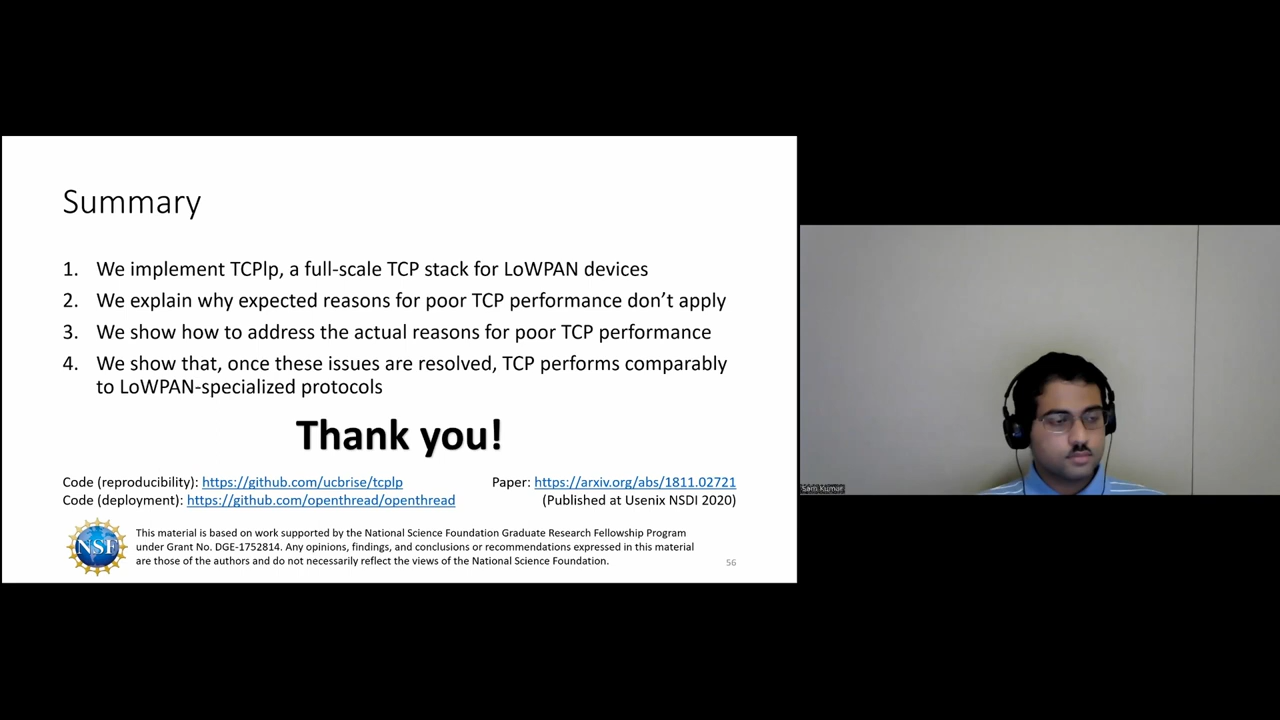 Summary
1. We implement TCPlp, a full-scale TCP stack for LoWPAN devices
2. We explain why expected reasons for poor TCP performance don’t apply
3. We show how to address the actual reasons for poor TCP performance
4. We show that, once these issues are resolved, TCP performs comparably
to LoWPAN-specialized protocols
Thank you!
Code (reproducibility): https://github.com/ucbrise/tcplp
Code (deployment): https://github.com/openthread/openthread
Paper: https://arxiv.org/abs/1811.02721
(Published at Usenix NSDI 2020)
NSF
This material is based on work supported by the National Science Foundation Graduate Research Fellowship Program
under Grant No. DGE-1752814. Any opinions, findings, and conclusions or recommendations expressed in this material
are those of the authors and do not necessarily reflect the views of the National Science Foundation.
56
Sam Kumar